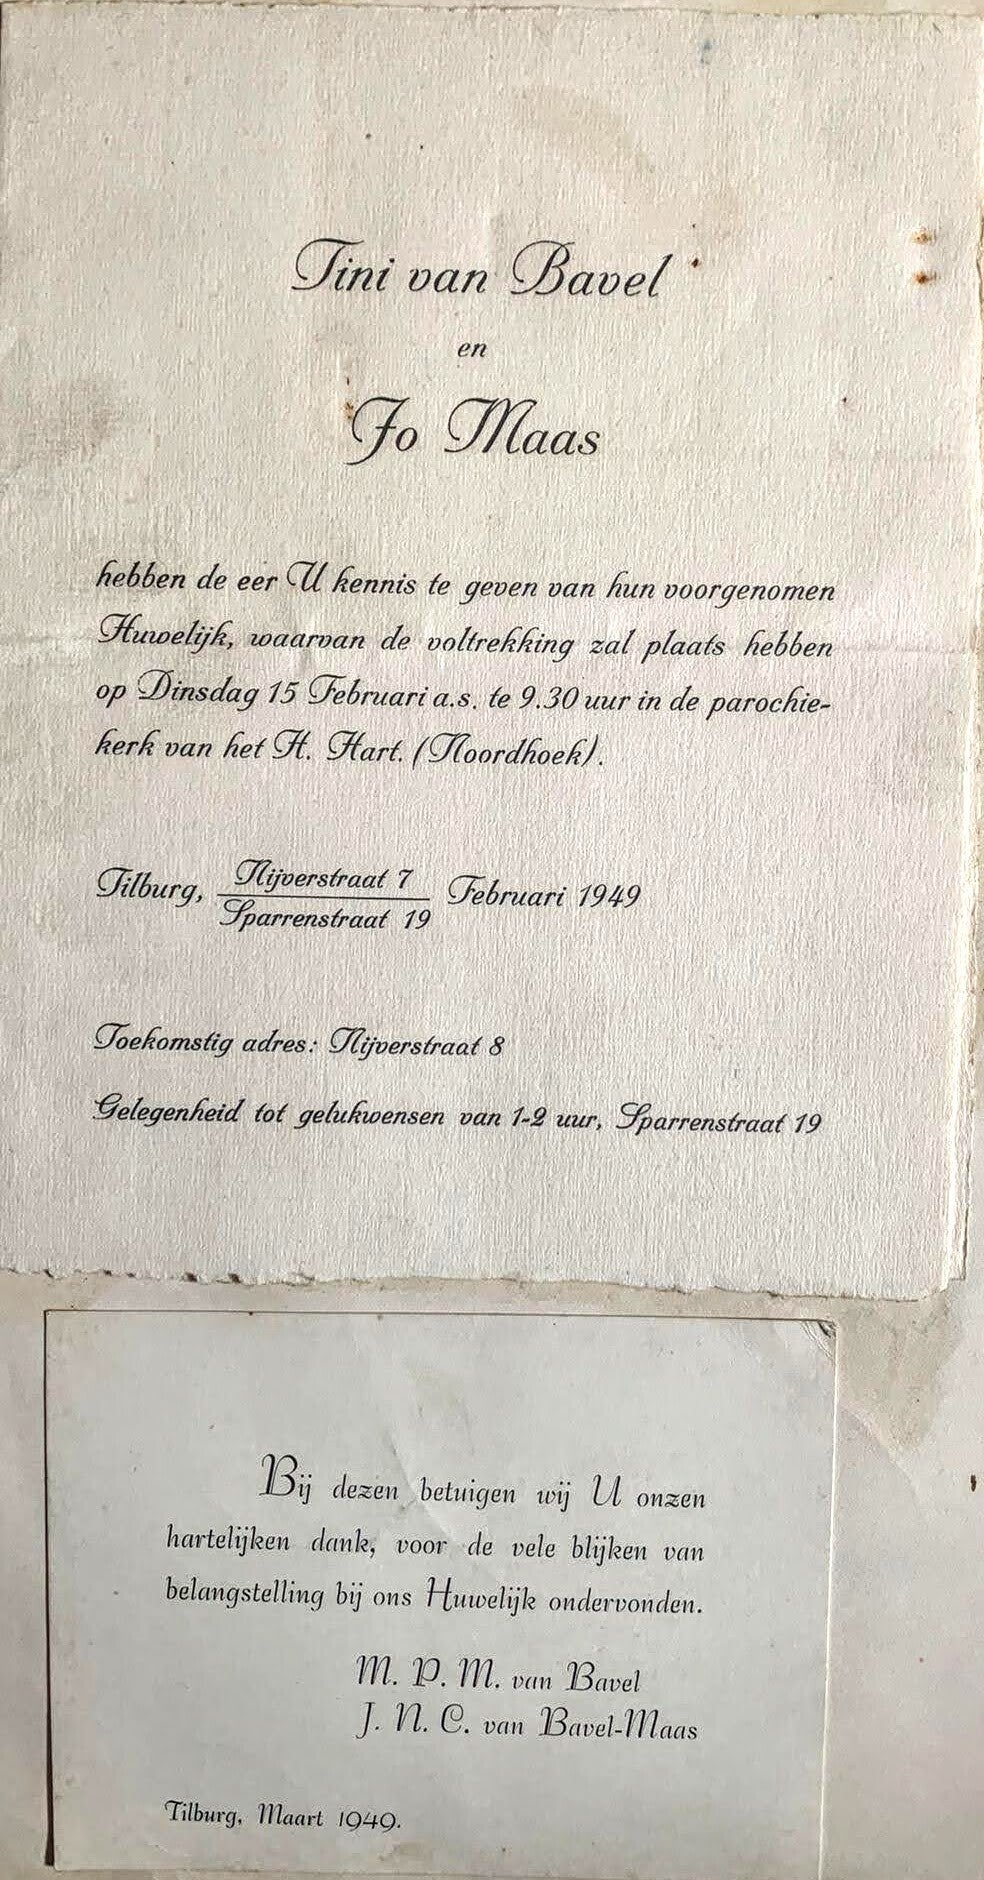 Tini van Bavel
en
Jo Maas
hebben de eer U kennis te geven van hun voorgenomen
Huwelijk, waarvan de voltrekking zal plaats hebben
op Dinsdag 15 Februari a.s. te 9.30 uur in de parochie-
kerk van het H. Hart. (Noordhoek).
Tilburg, Nijverstraat 7 Februari 1949
Sparrenstraat 19
Toekomstig adres: Nijverstraat 8
Gelegenheid tot gelukwensen van 1-2 uur, Sparrenstraat 19
Bij dezen betuigen wij U onzen
hartelijken dank, voor de vele blijken van
belangstelling bij ons Huwelijk ondervonden.
M. P. M. van Bavel
J. N. C. van Bavel-Maas
Tilburg, Maart 1949.